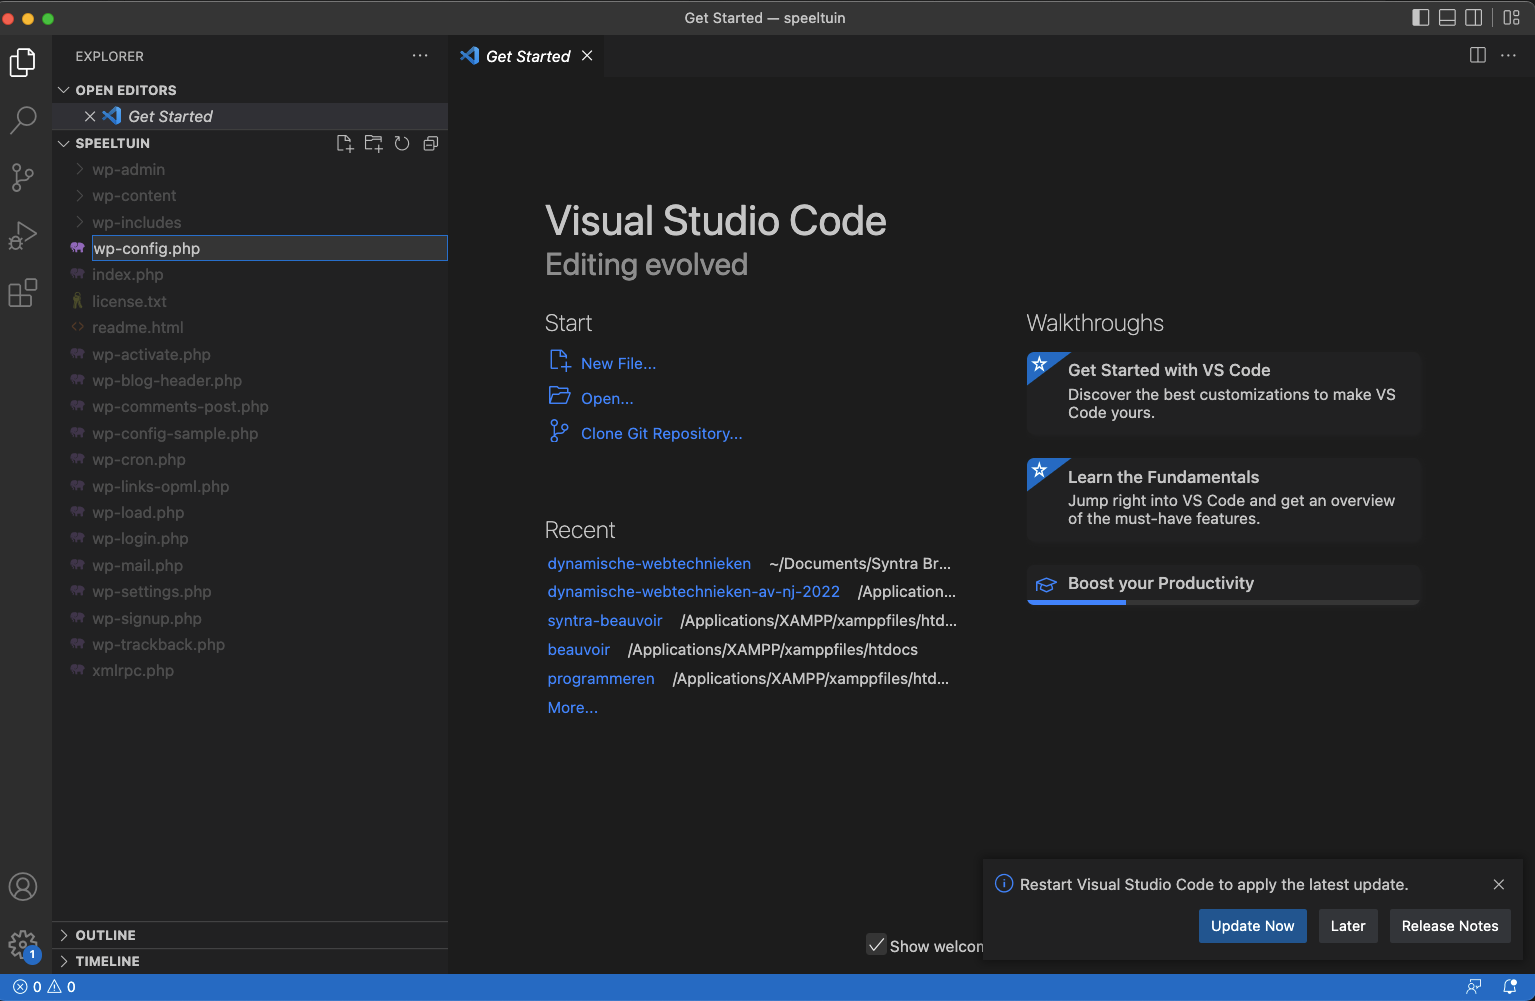 Get Started — speeltuin
EXPLORER
Get Started
OPEN EDITORS
Get Started
SPEELTUIN
wp-admin
wp-content
wp-includes
wp-config.php
index.php
license.txt
readme.html
wp-activate.php
wp-blog-header.php
wp-comments-post.php
wp-config-sample.php
wp-cron.php
wp-links-opml.php
wp-load.php
wp-login.php
wp-mail.php
wp-settings.php
wp-signup.php
wp-trackback.php
xmlrpc.php
OUTLINE
TIMELINE
Visual Studio Code
Editing evolved
Start
New File...
Open...
Clone Git Repository...
Recent
dynamische-webtechnieken ~/Documents/Syntra Br...
dynamische-webtechnieken-av-nj-2022 /Application...
syntra-beauvoir /Applications/XAMPP/xamppfiles/htd...
beauvoir /Applications/XAMPP/xamppfiles/htdocs
programmeren /Applications/XAMPP/xamppfiles/htd...
More...
Walkthroughs
Get Started with VS Code
Discover the best customizations to make VS
Code yours.
Learn the Fundamentals
Jump right into VS Code and get an overview
of the must-have features.
Boost your Productivity
Show welcom
Restart Visual Studio Code to apply the latest update.
Update Now Later Release Notes
1
0 0